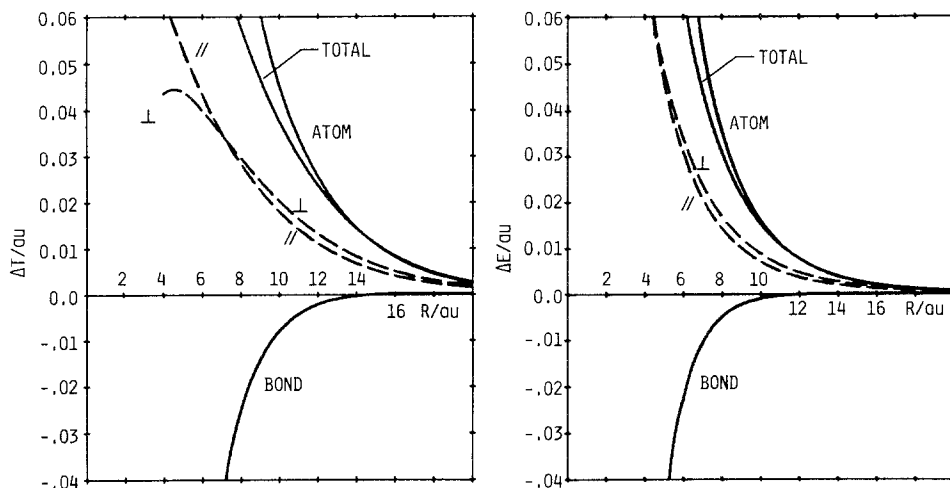 0.06
0.05
0.04
0.03
0.02
0.01
0.0
-.01
-.02
-.03
-.04
ΔT/au
//
⊥
TOTAL
ATOM
⊥
//
2 4 6 8 10 12 14
16 R/au
BOND
0.06
0.05
0.04
0.03
0.02
0.01
0.0
-.01
-.02
-.03
-.04
ΔE/au
TOTAL
ATOM
⊥
//
2 4 6 8 10
12 14 16 R/au
BOND